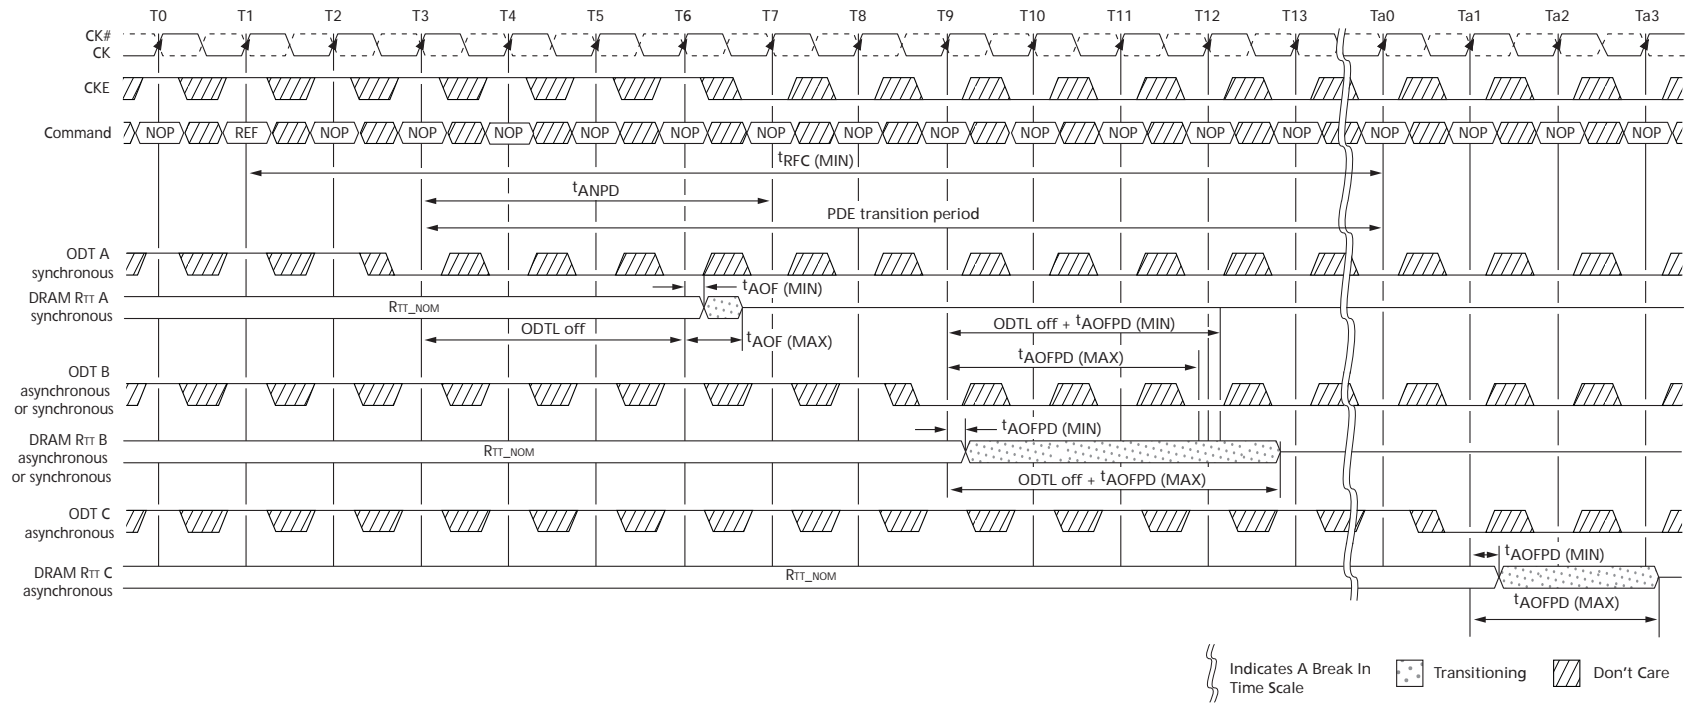 T0 T1 T2 T3 T4 T5 T6 T7 T8 T9 T10 T11 T12 T13 Ta0 Ta1 Ta2 Ta3
CK#
CK
CKE
Command NOP REF NOP NOP NOP NOP NOP NOP NOP NOP NOP NOP NOP NOP NOP NOP NOP NOP
tRFC (MIN)
tANPD
PDE transition period
ODT A
synchronous
tAOF (MIN)
DRAM RTT A
synchronous
RTT_NOM
ODTL off + tAOFPD (MIN)
ODTL off
tAOF (MAX)
tAOFPD (MAX)
ODT B
asynchronous
or synchronous
tAOFPD (MIN)
DRAM RTT B
asynchronous
or synchronous
RTT_NOM
ODTL off + tAOFPD (MAX)
ODT C
asynchronous
tAOFPD (MIN)
DRAM RTT C
asynchronous
RTT_NOM
tAOFPD (MAX)
Indicates A Break In
Time Scale
Transitioning
Don't Care